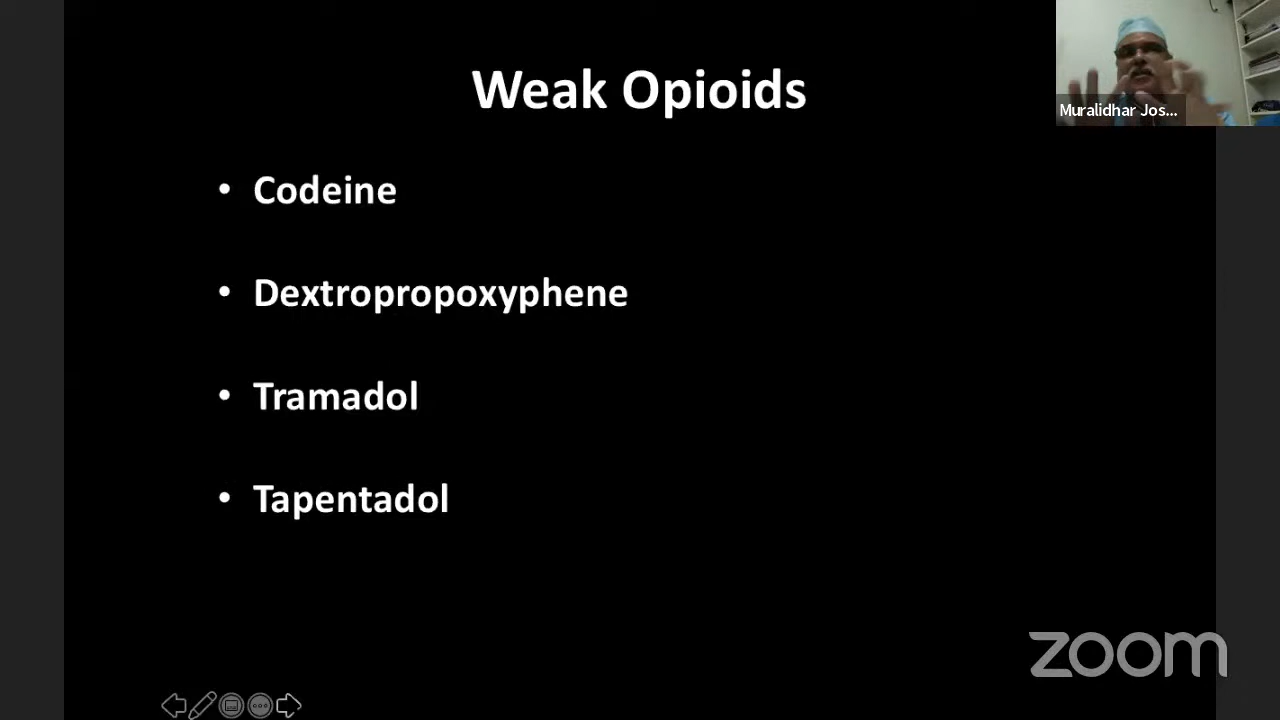 Weak Opioids
Muralidhar Jos...
• Codeine
• Dextropropoxyphene
• Tramadol
• Tapentadol
zoom